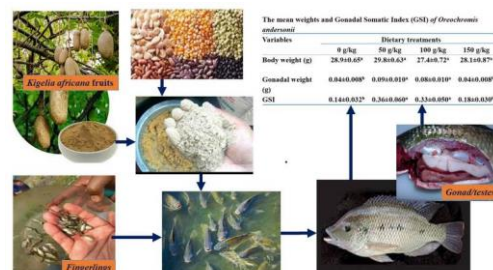 The mean weights and Gonadal Somatic Index (GSI) of Oreochromis
andersonii
Variables Dietary treatments
0 g/kg 50 g/kg 100 g/kg 150 g/kg
Body weight (g) 28.9±0.65ᵃ 29.8±0.63ᵃ 27.4±0.72ᵃ 28.1±0.87ᵃ
Gonadal weight 0.04±0.008ᵇ 0.09±0.010ᵃ 0.08±0.010ᵃ 0.04±0.008ᵇ
(g)
GSI 0.14±0.032ᵇ 0.36±0.060ᵃ 0.33±0.050ᵃ 0.18±0.030ᵇ
Kigelia africana fruits
Gonad/testes
Fingerlings